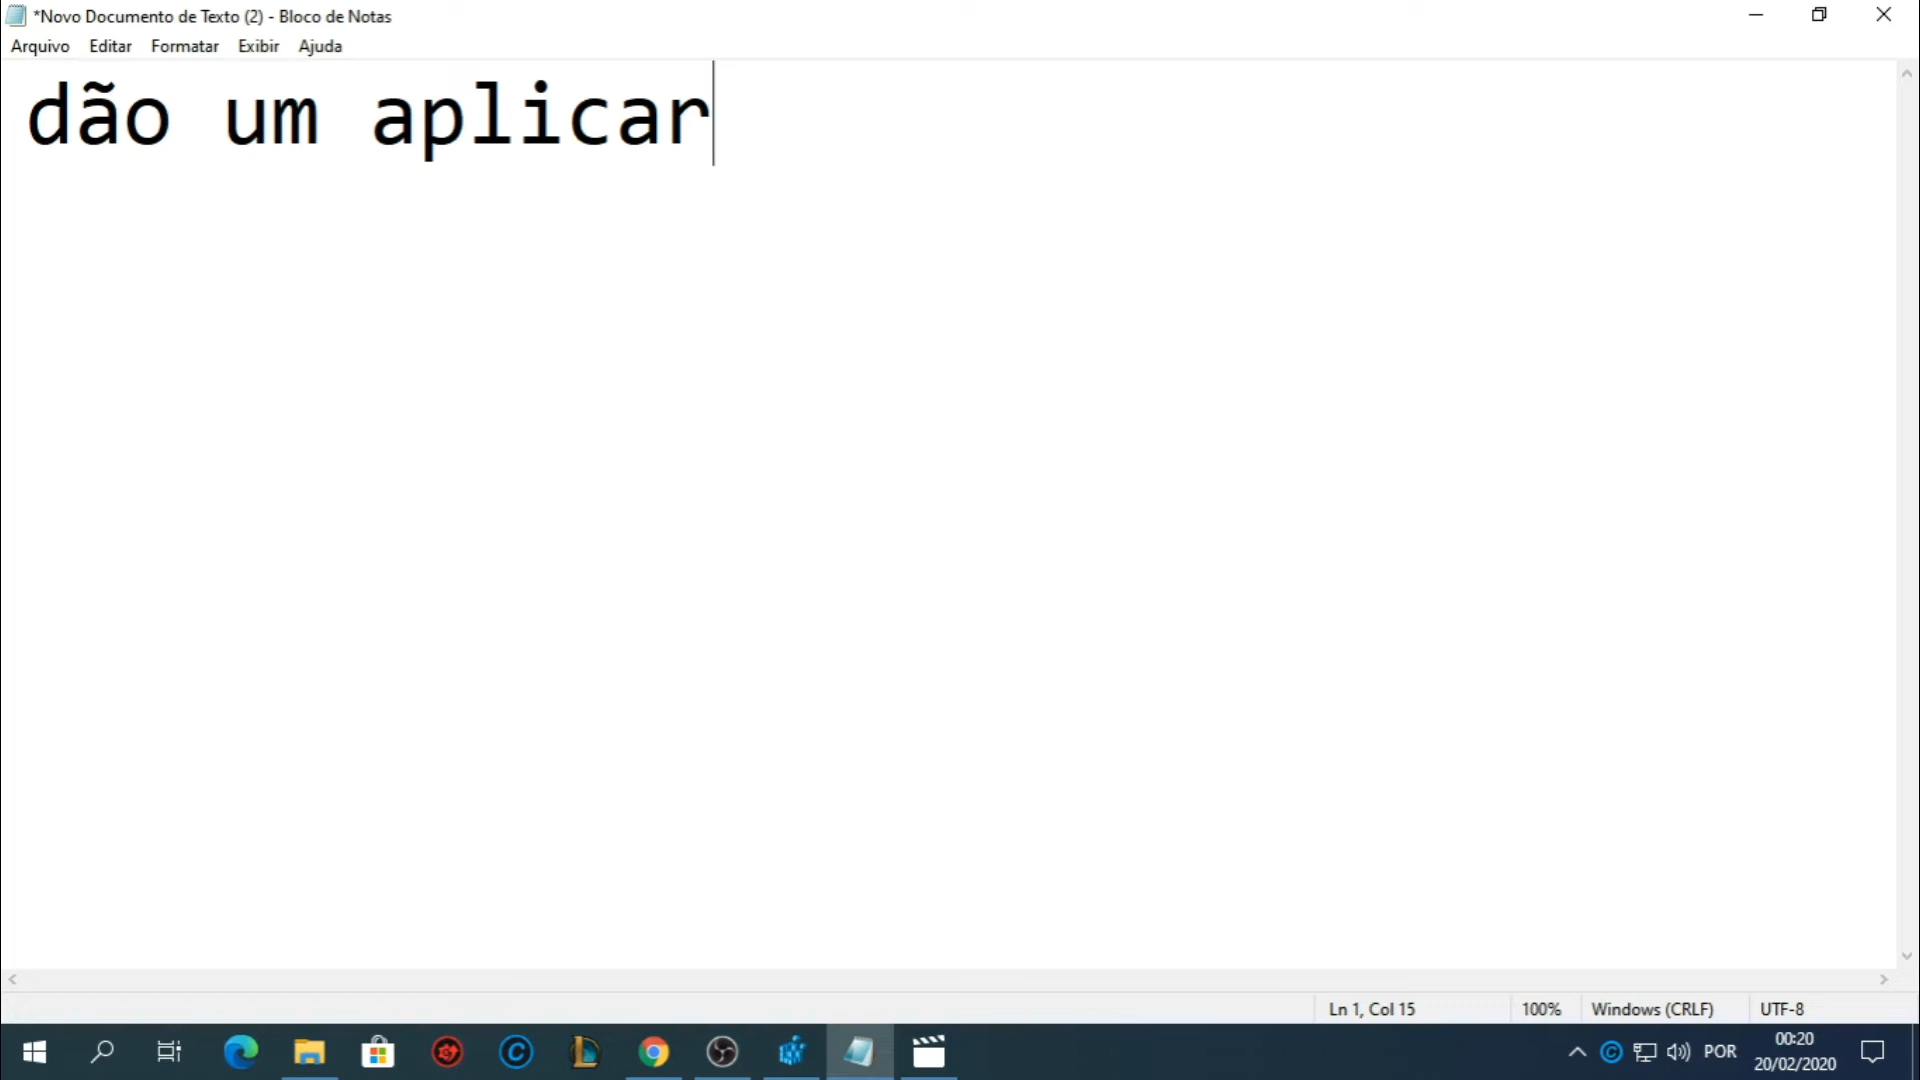 *Novo Documento de Texto (2) - Bloco de Notas
Arquivo Editar Formatar Exibir Ajuda
dão um aplicar
Ln 1, Col 15 100% Windows (CRLF) UTF-8
POR 00:20
20/02/2020